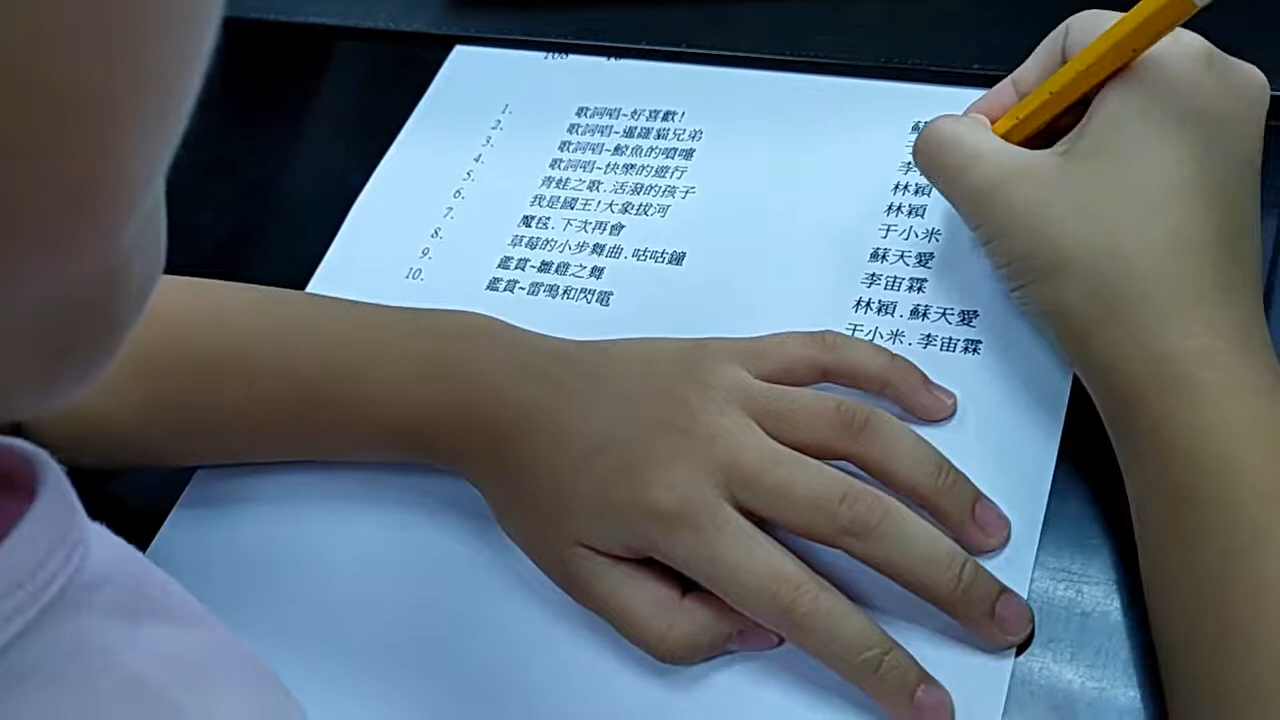 1. 歌詞唱~好喜歡! 蘇
2. 歌詞唱~暹羅貓兄弟
3. 歌詞唱~鯨魚的噴嚏 李
4. 歌詞唱~快樂的遊行 林穎
5. 青蛙之歌.活潑的孩子 林穎
6. 我是國王!大象拔河 于小米
7. 魔毯.下次再會 蘇天愛
8. 草莓的小步舞曲.咕咕鐘 李宙霖
9. 鑑賞~雛雞之舞 林穎.蘇天愛
10. 鑑賞~雷鳴和閃電 于小米.李宙霖